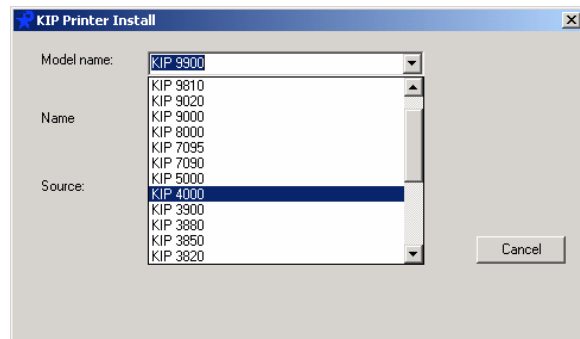 KIP Printer Install
Model name:
KIP 9900
KIP 9810
KIP 9020
Name
KIP 9000
KIP 8000
KIP 7095
KIP 7090
KIP 5000
Source:
KIP 4000
KIP 3900
KIP 3880
KIP 3850
KIP 3820
Cancel